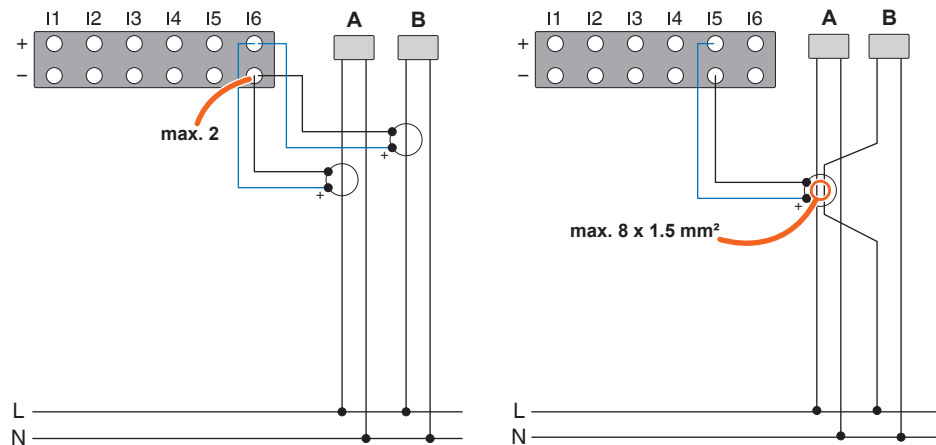 I1 I2 I3 I4 I5 I6 A B
+
−
max. 2
+
+
L
N
I1 I2 I3 I4 I5 I6 A B
+
−
+
max. 8 x 1.5 mm²
L
N